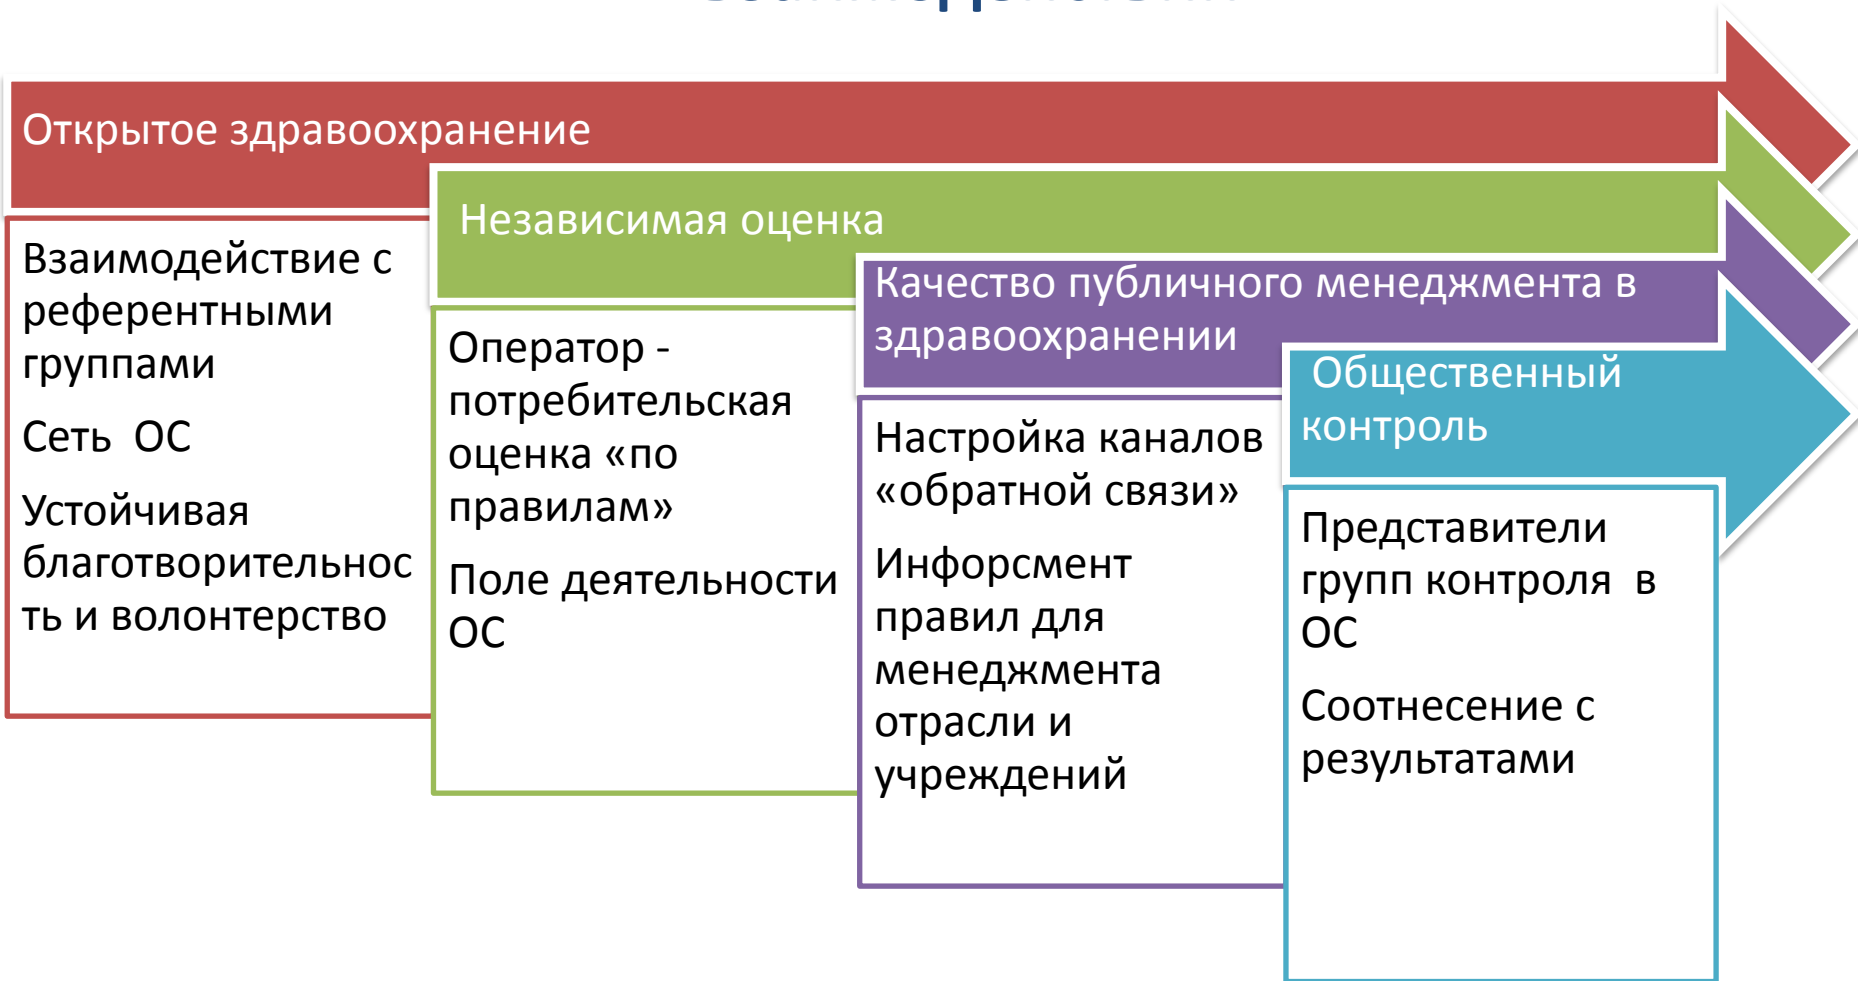 Открытое здравоохранение
Взаимодействие с
референтными
группами
Сеть ОС
Устойчивая
благотворительнос
ть и волонтерство
Независимая оценка
Оператор -
потребительская
оценка «по
правилам»
Поле деятельности
ОС
Качество публичного менеджмента в
здравоохранении
Настройка каналов
«обратной связи»
Инфорсмент
правил для
менеджмента
отрасли и
учреждений
Общественный
контроль
Представители
групп контроля в
ОС
Соотнесение с
результатами